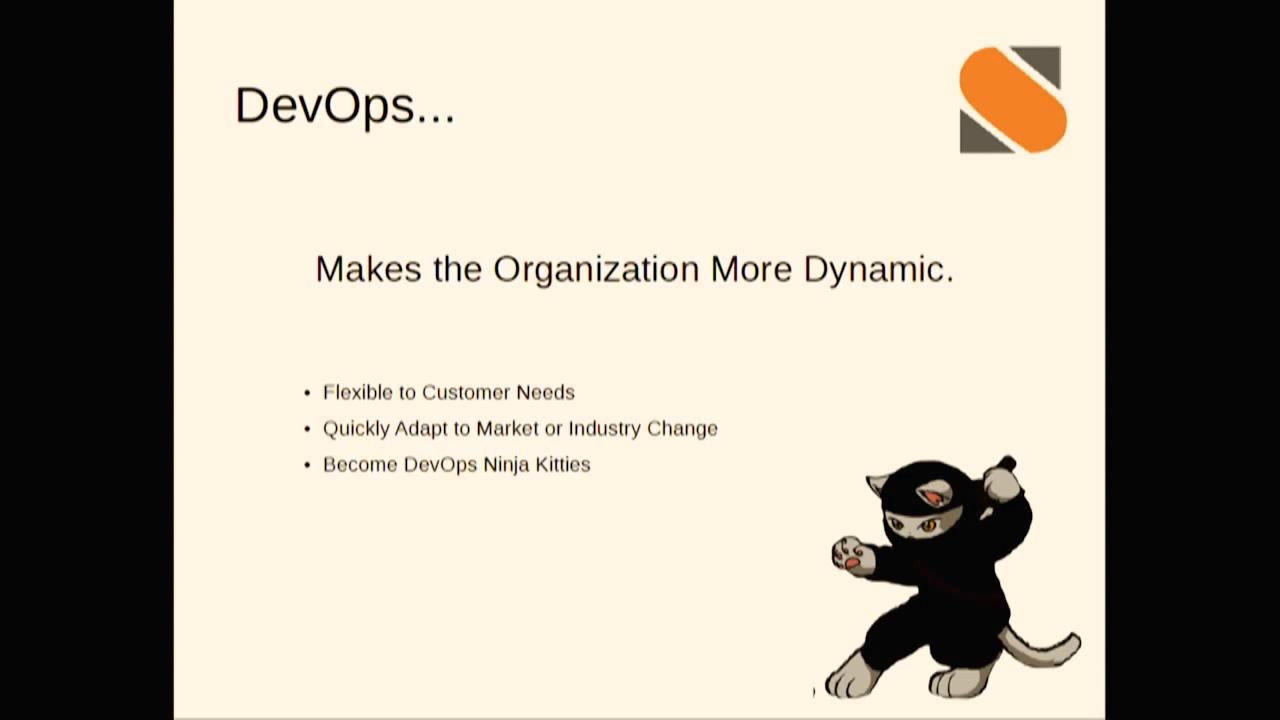 DevOps...
Makes the Organization More Dynamic.
• Flexible to Customer Needs
• Quickly Adapt to Market or Industry Change
• Become DevOps Ninja Kitties